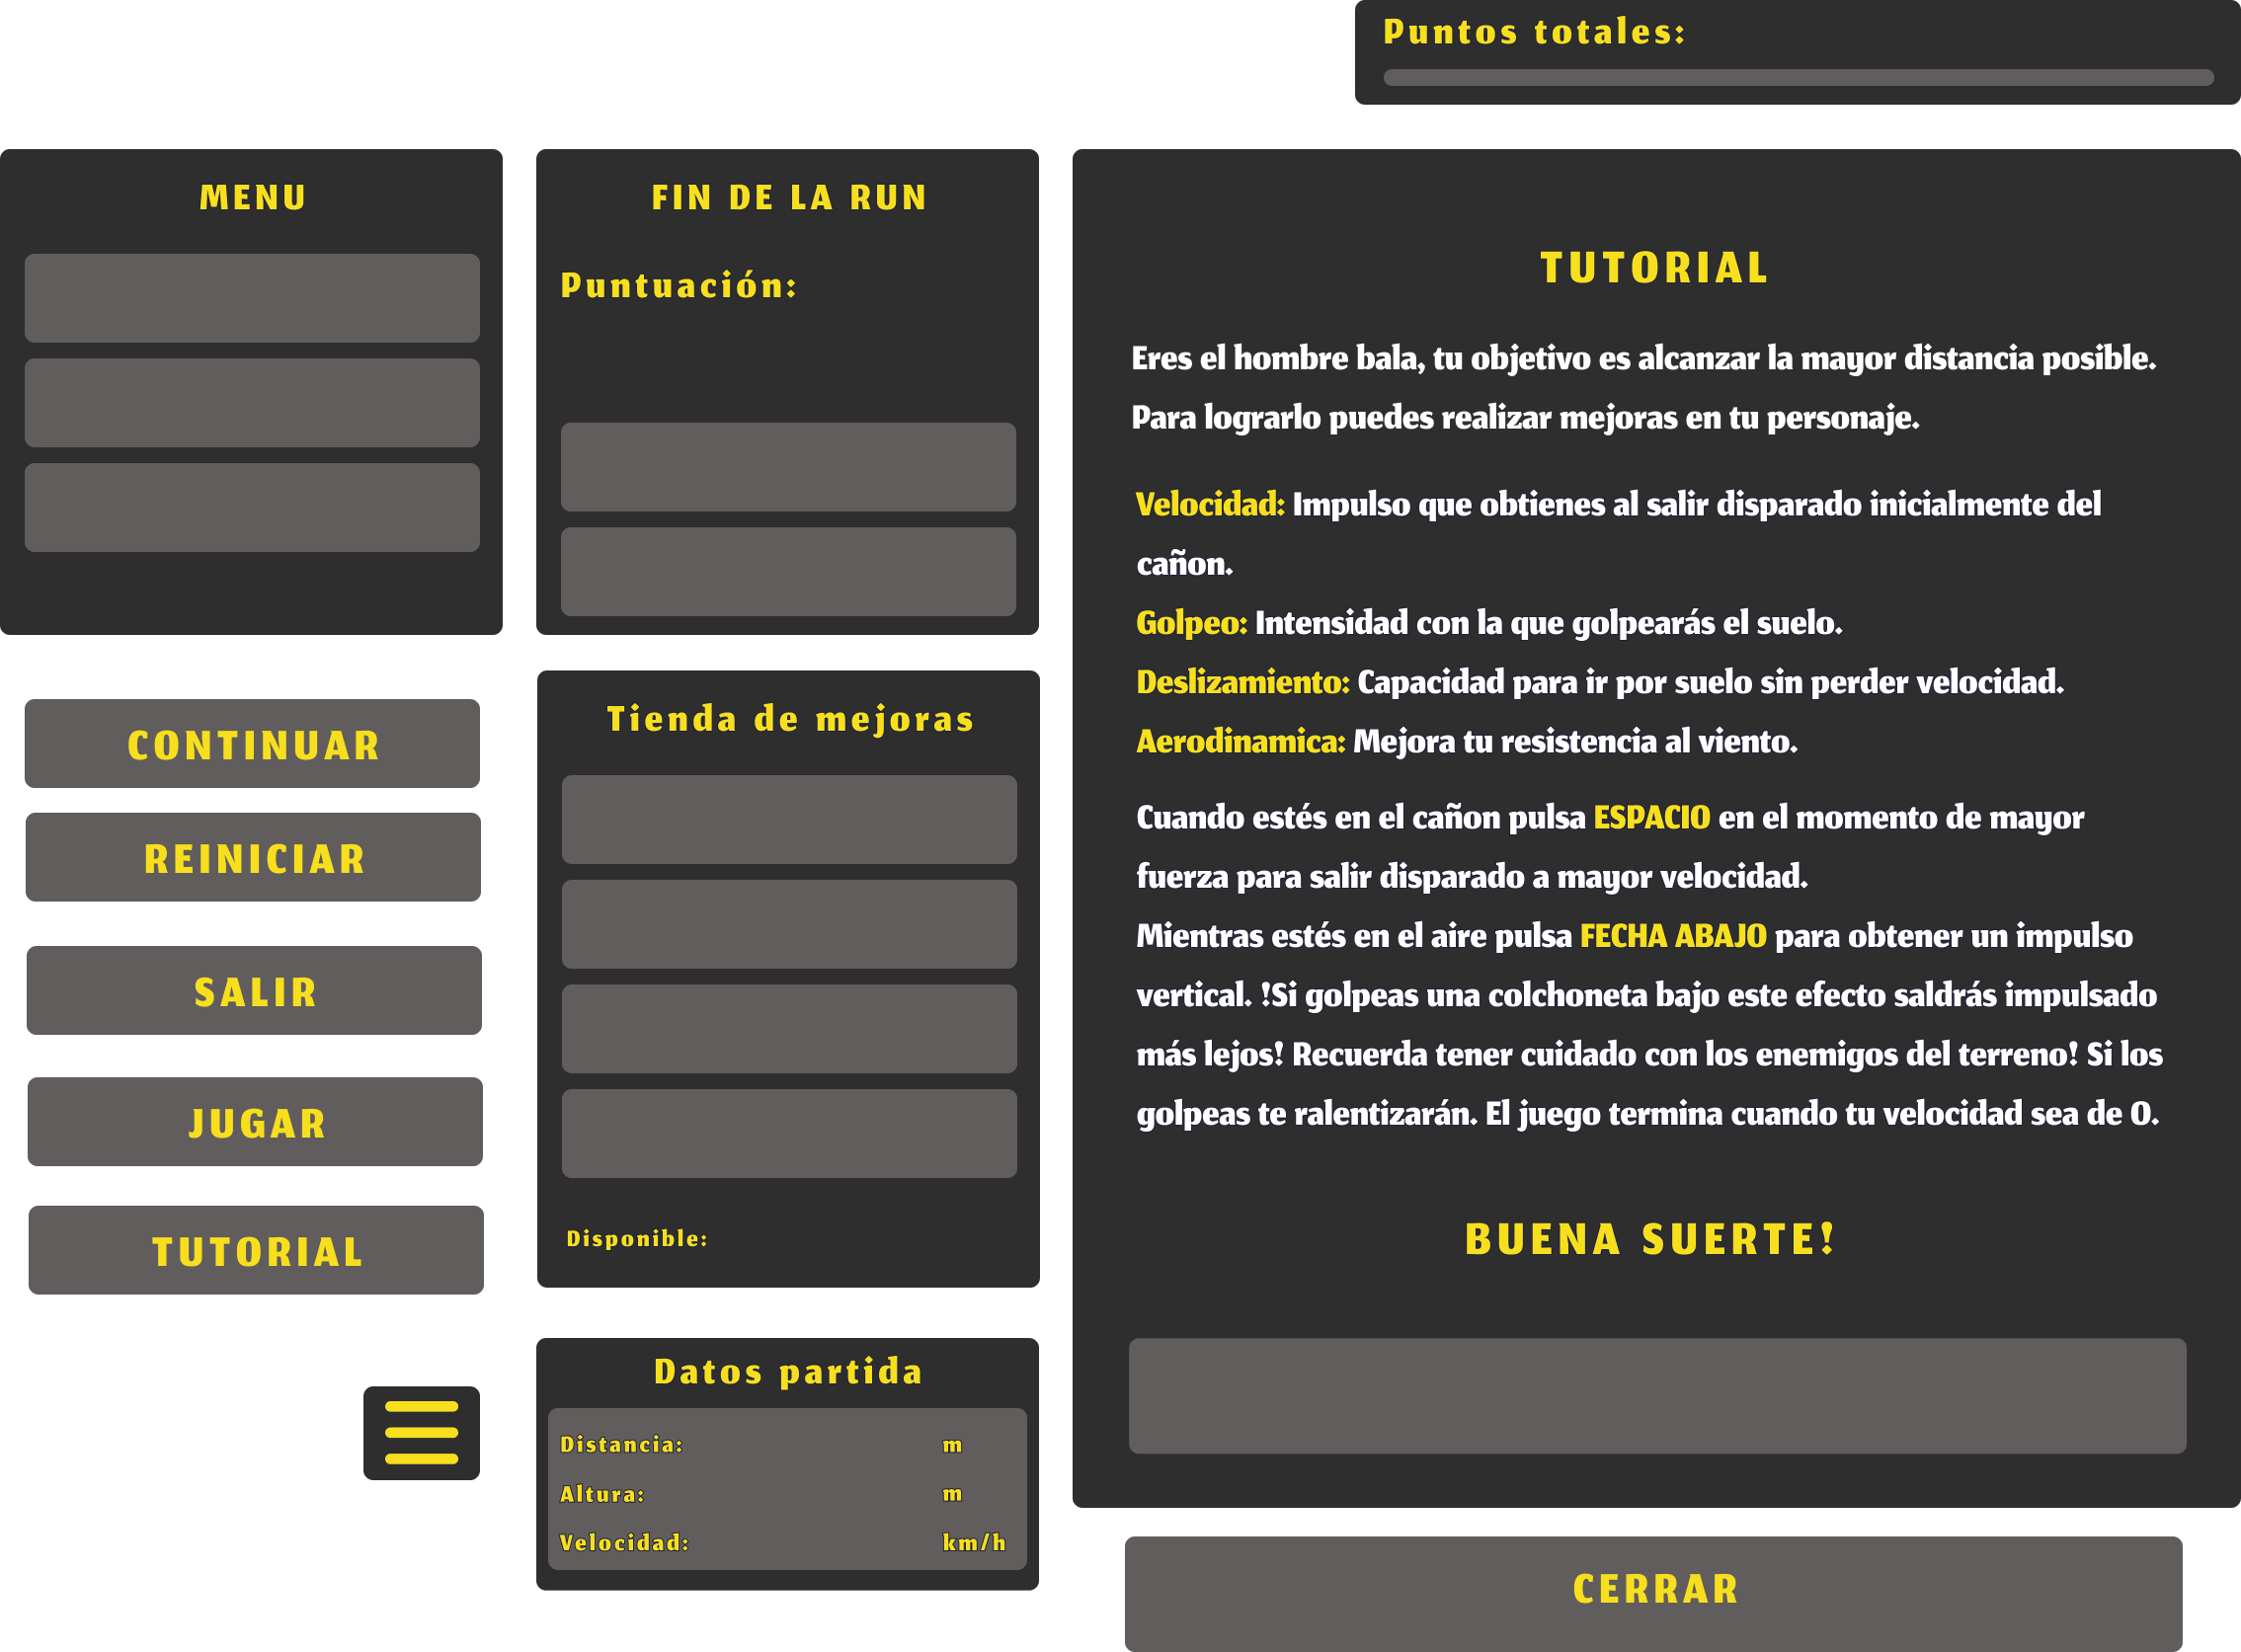 Puntos totales:
MENU
CONTINUAR
REINICIAR
SALIR
JUGAR
TUTORIAL
FIN DE LA RUN
Puntuación:
Tienda de mejoras
Disponible:
Datos partida
Distancia: m
Altura: m
Velocidad: km/h
TUTORIAL
Eres el hombre bala, tu objetivo es alcanzar la mayor distancia posible.
Para lograrlo puedes realizar mejoras en tu personaje.
Velocidad: Impulso que obtienes al salir disparado inicialmente del
cañon.
Golpeo: Intensidad con la que golpearás el suelo.
Deslizamiento: Capacidad para ir por suelo sin perder velocidad.
Aerodinamica: Mejora tu resistencia al viento.
Cuando estés en el cañon pulsa ESPACIO en el momento de mayor
fuerza para salir disparado a mayor velocidad.
Mientras estés en el aire pulsa FECHA ABAJO para obtener un impulso
vertical. !Si golpeas una colchoneta bajo este efecto saldrás impulsado
más lejos! Recuerda tener cuidado con los enemigos del terreno! Si los
golpeas te ralentizarán. El juego termina cuando tu velocidad sea de 0.
BUENA SUERTE!
CERRAR